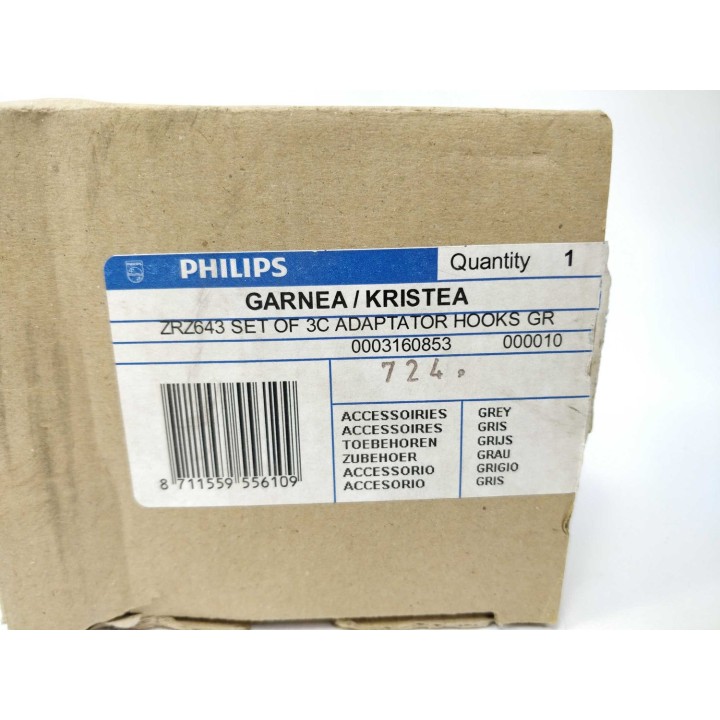 PHILIPS Quantity 1
GARNEA / KRISTEA
ZRZ643 SET OF 3C ADAPTATOR HOOKS GR
0003160853 000010
724.
ACCESSOIRIES GREY
ACCESSOIRES GRIS
TOEBEHOREN GRIJS
ZUBEHOER GRAU
ACCESSORIO GRIGIO
ACCESORIO GRIS
8 711559 556109